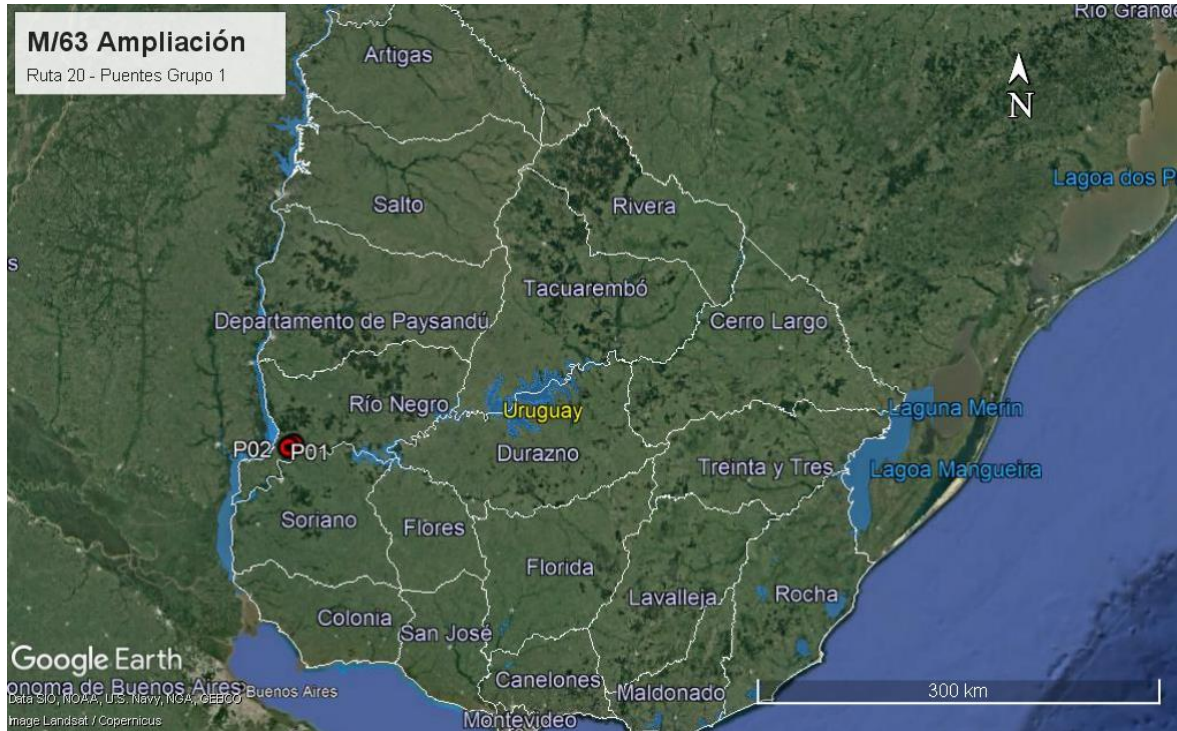 M/63 Ampliación
Ruta 20 - Puentes Grupo 1
Rio Grande
N
Artigas
Lagoa dos P
Salto
Rivera
s
Tacuarembó
Departamento de Paysandú
Cerro Largo
Río Negro
Uruguay
Laguna Merin
P02
P01
Durazno
Treinta y Tres
Lagoa Mangueira
Soriano
Flores
Florida
Lavalleja
Rocha
Colonia
San José
Google Earth
Canelones
300 km
onoma de Buenos Aires
Buenos Aires
Maldonado
Data SIO, NOAA, U.S. Navy, NGA, GEBCO
Image Landsat / Copernicus
Montevideo